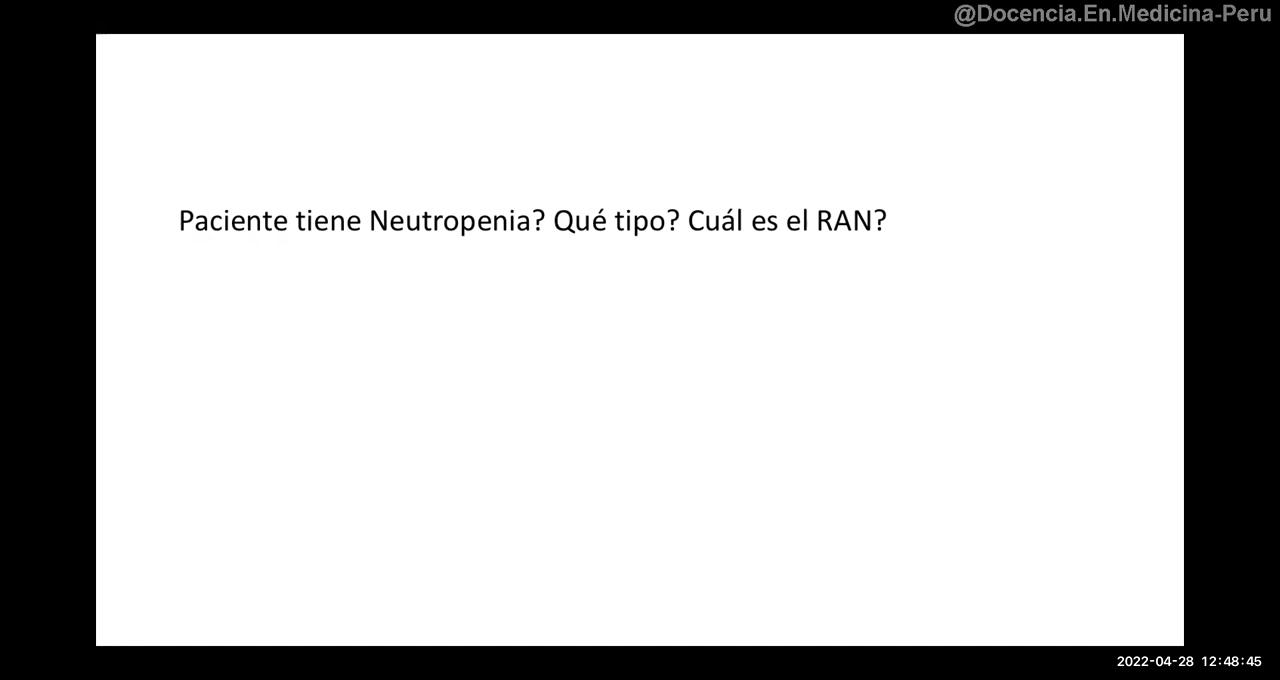 @Docencia.En.Medicina-Peru
Paciente tiene Neutropenia? Qué tipo? Cuál es el RAN?
2022-04-28 12:48:45